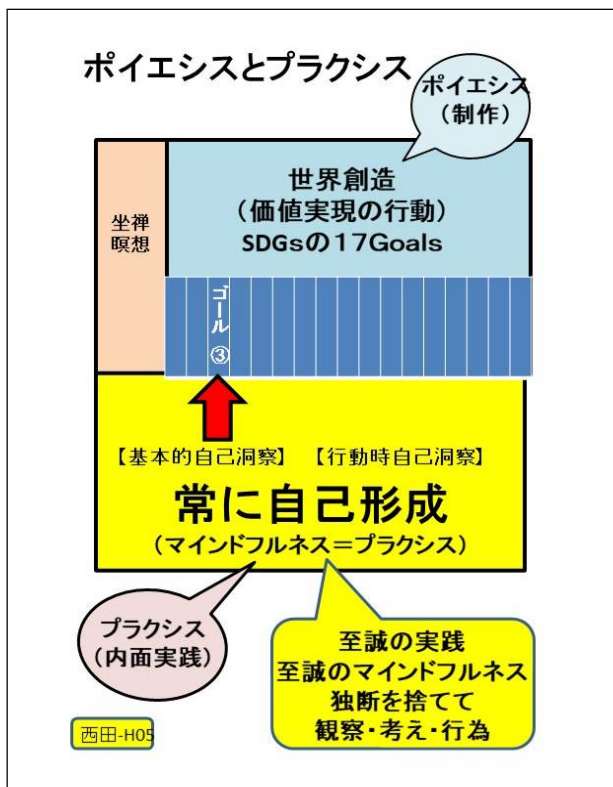 ポイエシスとプラクシス
ポイエシス
（制作）
世界創造
（価値実現の行動）
SDGsの17Goals
坐禅
瞑想
ゴール③
【基本的自己洞察】 【行動時自己洞察】
常に自己形成
（マインドフルネス＝プラクシス）
プラクシス
（内面実践）
至誠の実践
至誠のマインドフルネス
独断を捨てて
観察・考え・行為
西田-H05